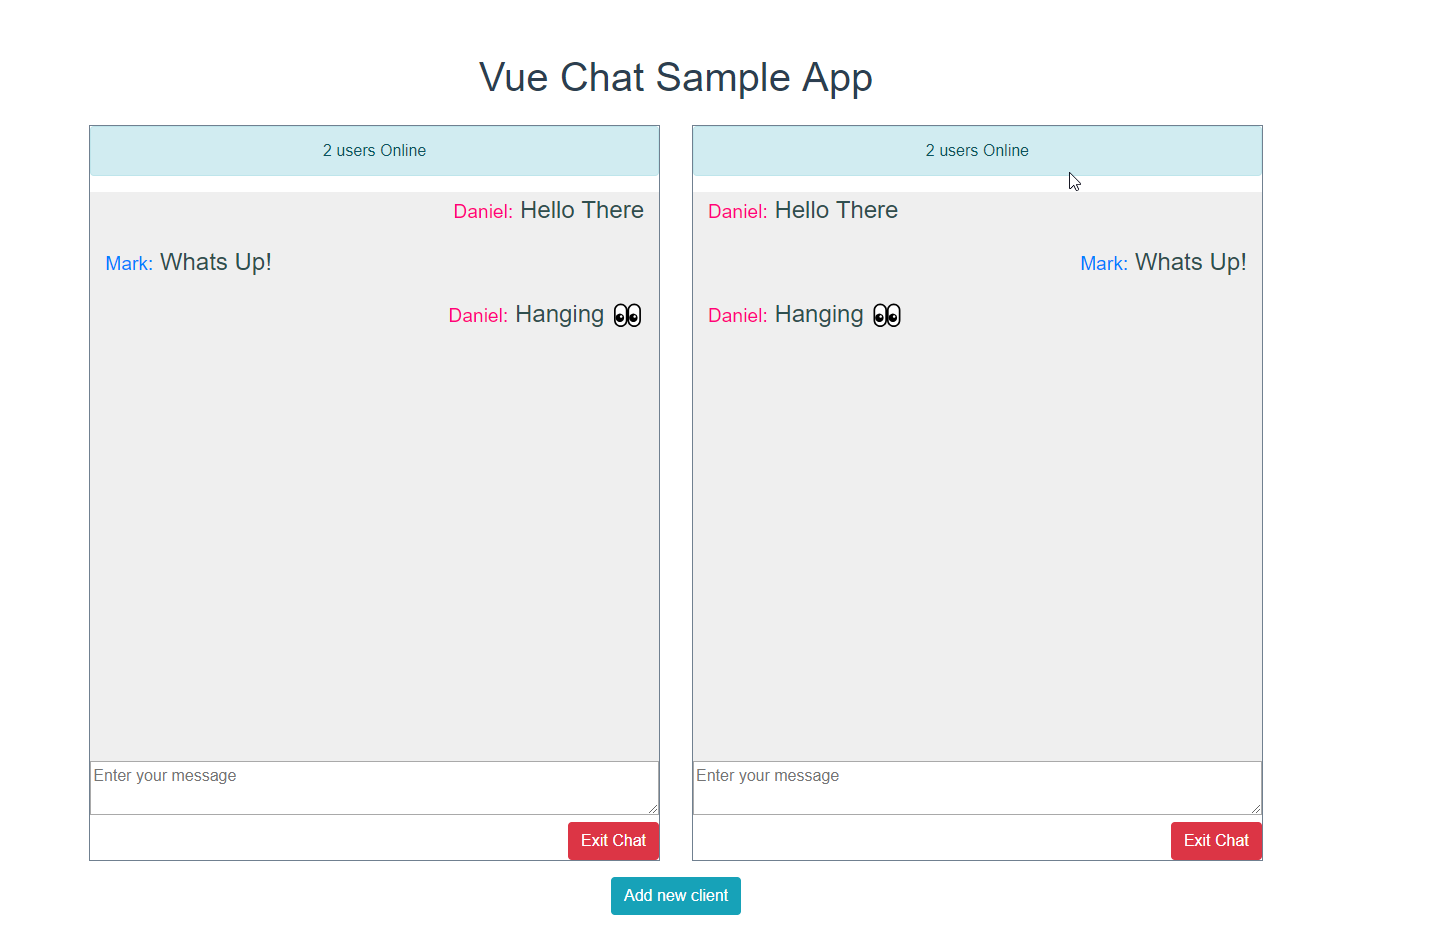 Vue Chat Sample App
2 users Online
Daniel: Hello There
Mark: Whats Up!
Daniel: Hanging 👀
Enter your message
Exit Chat
2 users Online
Daniel: Hello There
Mark: Whats Up!
Daniel: Hanging 👀
Enter your message
Exit Chat
Add new client